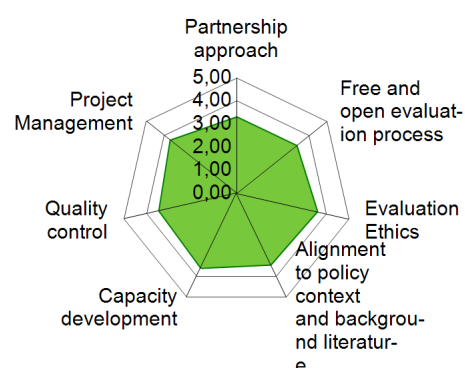 Partnership
approach
5,00
4,00
3,00
2,00
1,00
0,00
Free and
open evaluat-
ion process
Evaluation
Ethics
Alignment
to policy
context
and backgrou-
nd literatur-
e
Capacity
development
Quality
control
Project
Management